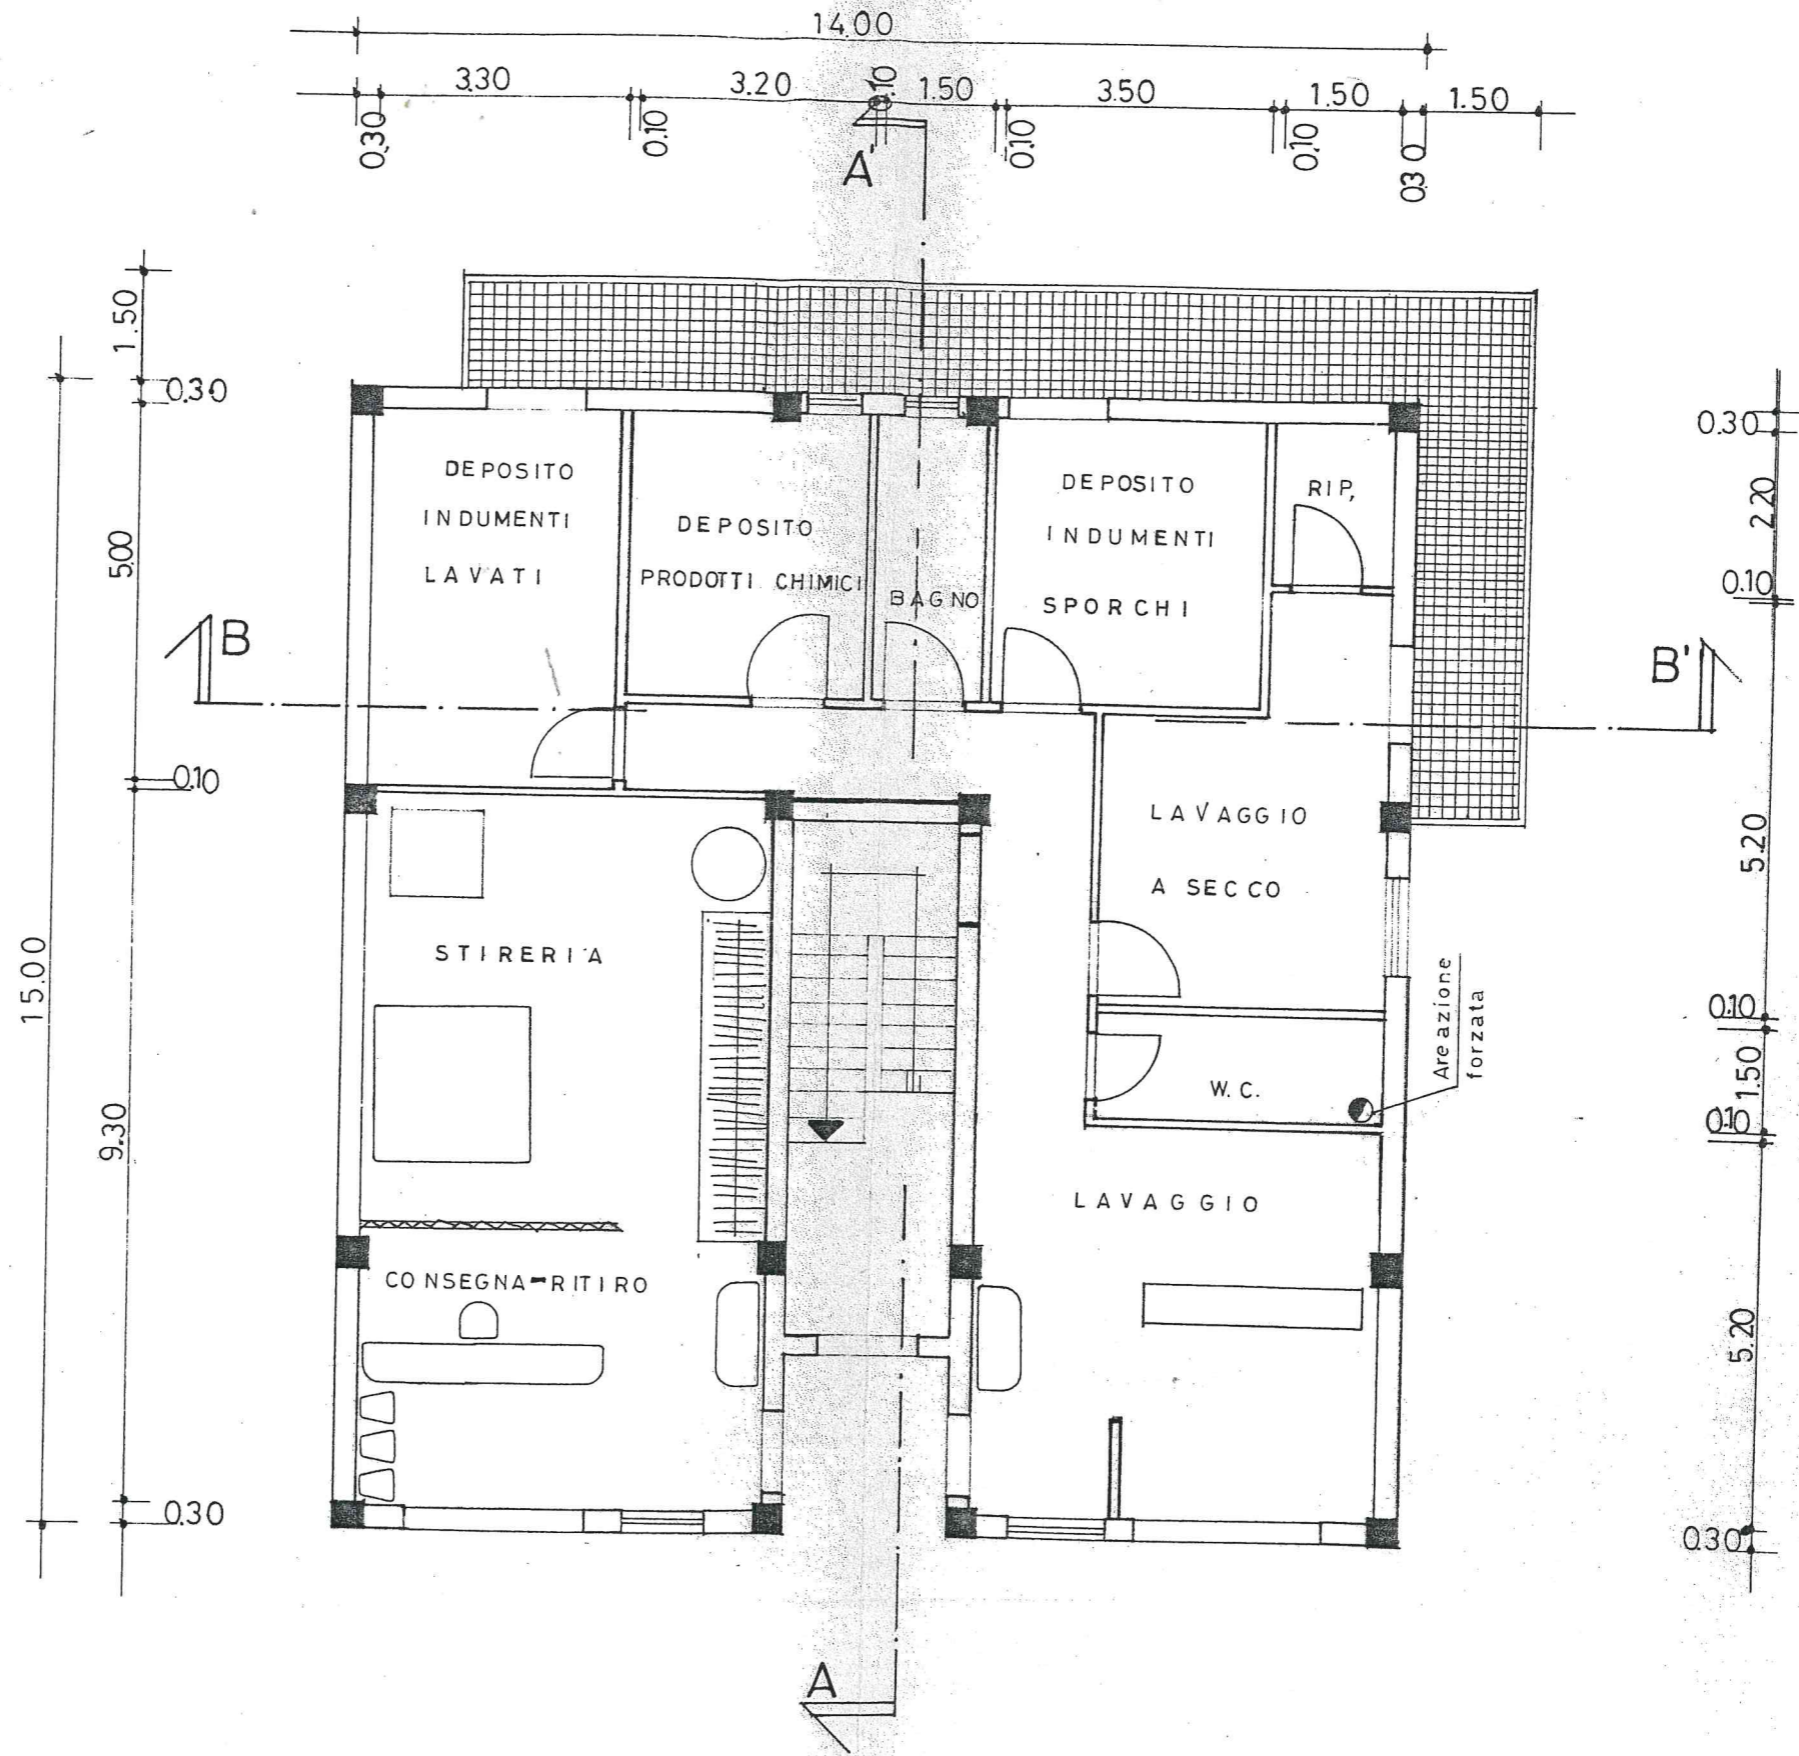 14.00
3.30 3.20 .10 1.50 3.50 1.50 1.50
0,30 0.10 0.10 0.10 0.30
A'
1.50
0.30
5.00
0.10
15.00
9.30
0.30
0.30
2.20
0.10
5.20
0.10
1.50
0.10
5.20
0.30
B
B'
DEPOSITO
INDUMENTI
LAVATI
DEPOSITO
PRODOTTI CHIMICI
BAGNO
DEPOSITO
INDUMENTI
SPORCHI
RIP,
LAVAGGIO
A SECCO
STIRERIA
W.C.
Areazione
forzata
LAVAGGIO
CONSEGNA-RITIRO
A